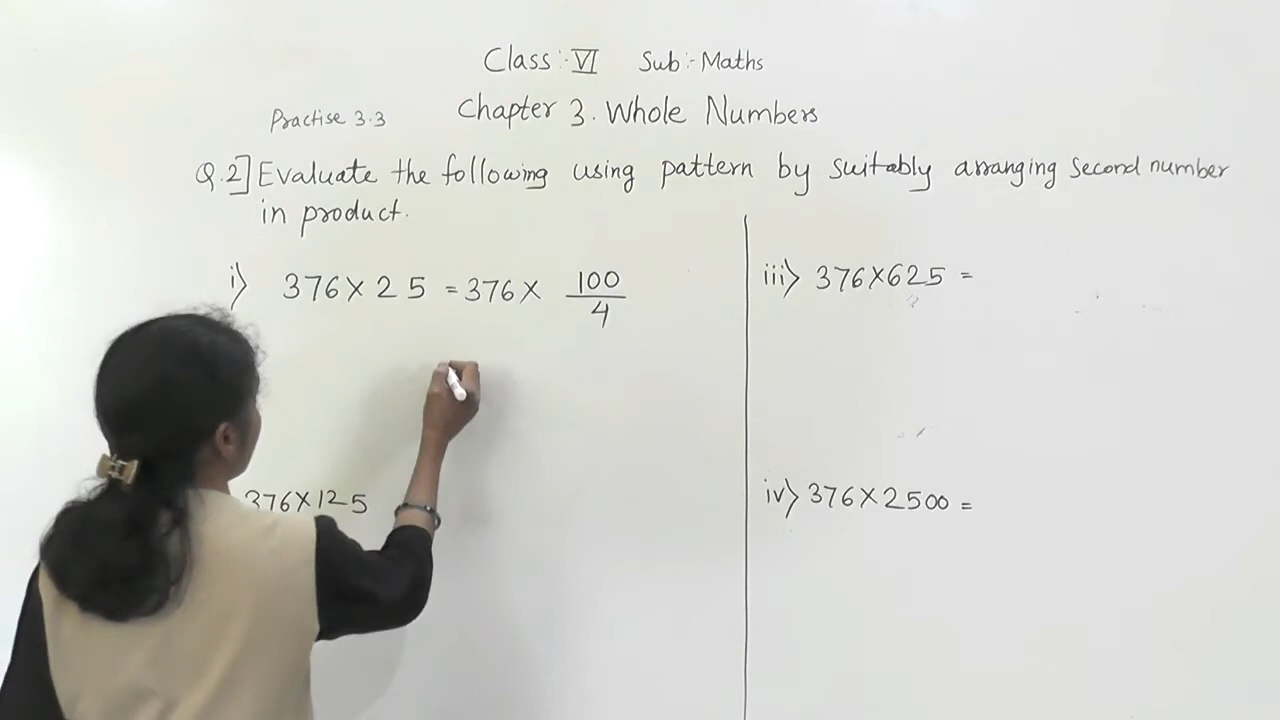 Class:- VI Sub:- Maths
Practise 3.3 Chapter 3. Whole Numbers
Q.2] Evaluate the following using pattern by suitably arranging second number
in product.
i) 376 × 25 = 376 × 100/4
376×125
iii) 376×625 =
iv) 376×2500 =